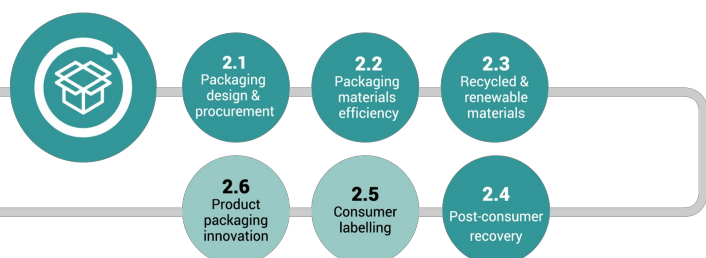 2.1
Packaging
design &
procurement
2.2
Packaging
materials
efficiency
2.3
Recycled &
renewable
materials
2.4
Post-consumer
recovery
2.5
Consumer
labelling
2.6
Product
packaging
innovation